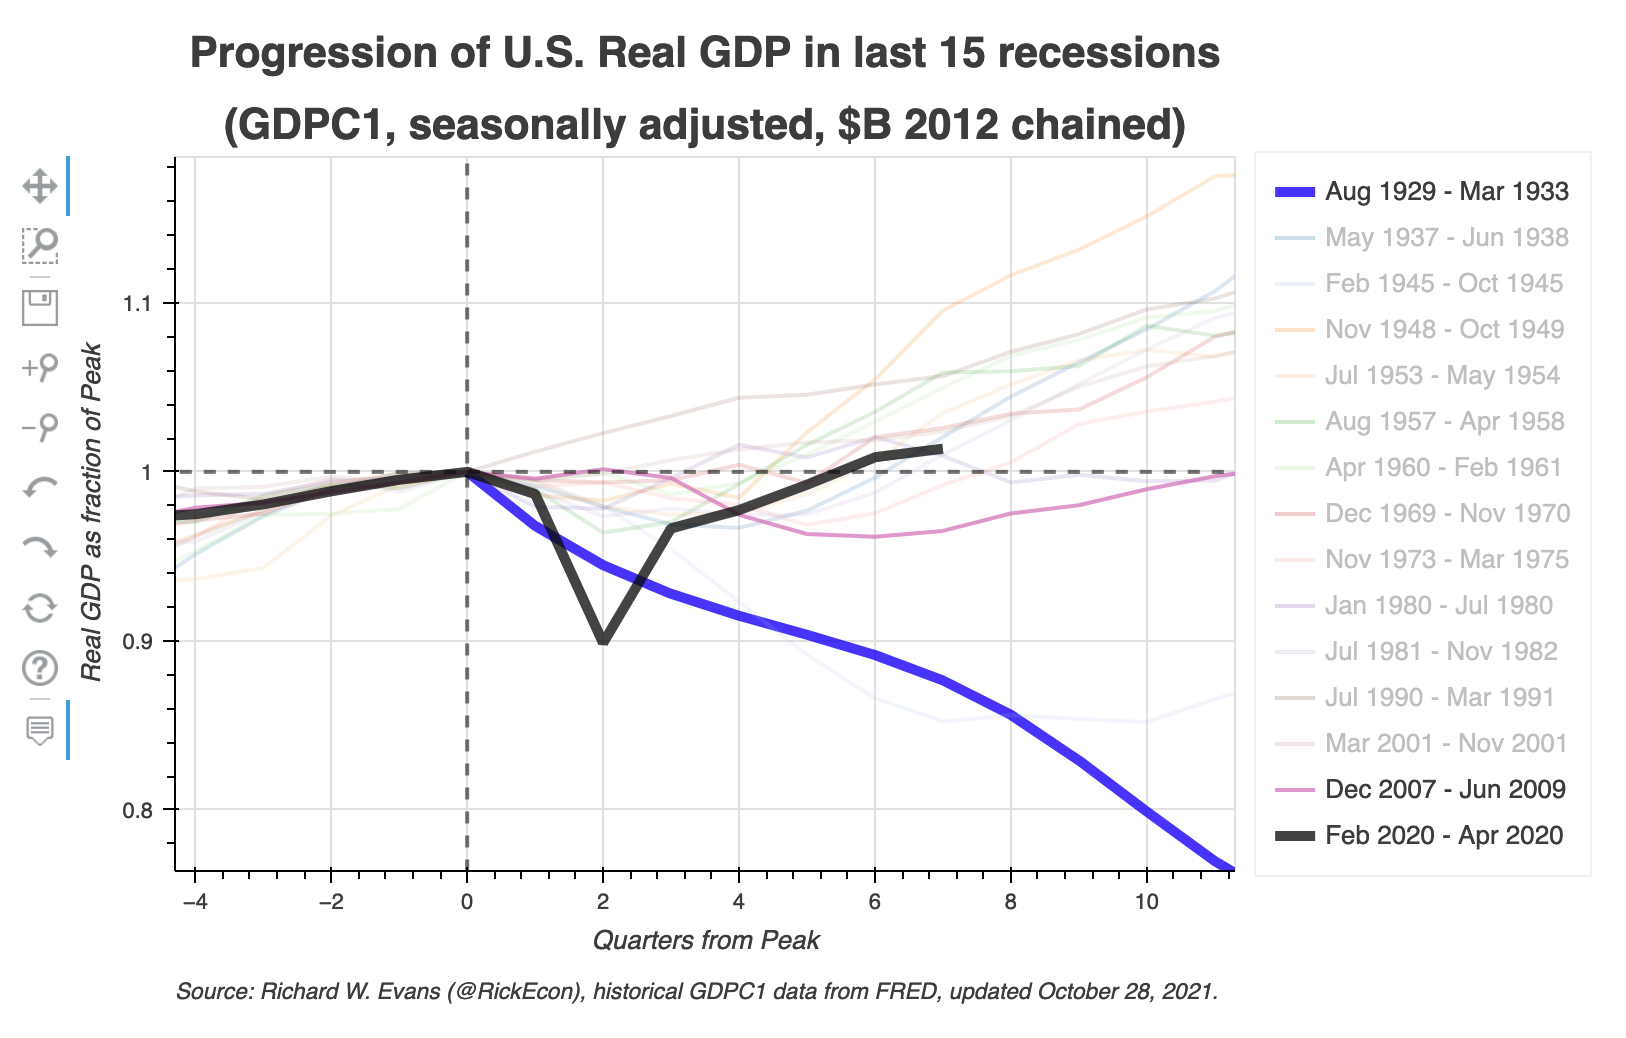 Progression of U.S. Real GDP in last 15 recessions
(GDPC1, seasonally adjusted, $B 2012 chained)
Real GDP as fraction of Peak
1.1
1
0.9
0.8
−4
−2
0
2
4
6
8
10
Quarters from Peak
Aug 1929 - Mar 1933
May 1937 - Jun 1938
Feb 1945 - Oct 1945
Nov 1948 - Oct 1949
Jul 1953 - May 1954
Aug 1957 - Apr 1958
Apr 1960 - Feb 1961
Dec 1969 - Nov 1970
Nov 1973 - Mar 1975
Jan 1980 - Jul 1980
Jul 1981 - Nov 1982
Jul 1990 - Mar 1991
Mar 2001 - Nov 2001
Dec 2007 - Jun 2009
Feb 2020 - Apr 2020
Source: Richard W. Evans (@RickEcon), historical GDPC1 data from FRED, updated October 28, 2021.